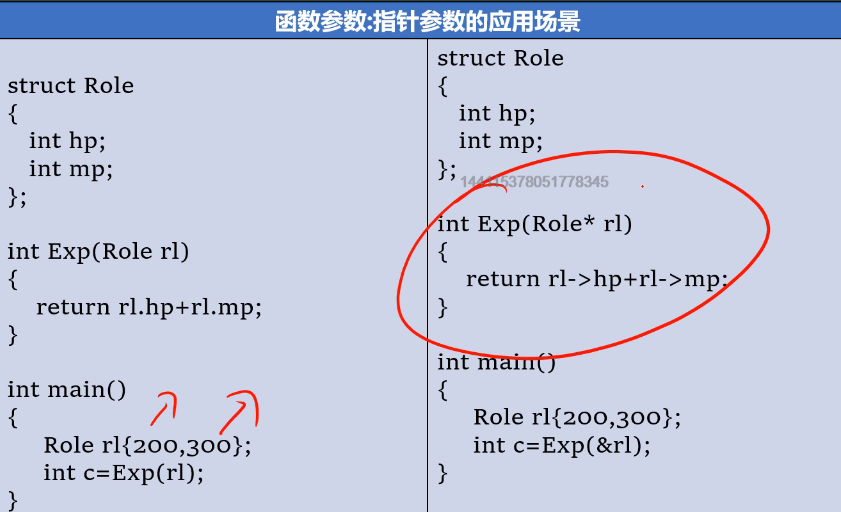 函数参数:指针参数的应用场景
struct Role
{
int hp;
int mp;
};
int Exp(Role rl)
{
return rl.hp+rl.mp;
}
int main()
{
Role rl{200,300};
int c=Exp(rl);
}
struct Role
{
int hp;
int mp;
};
144115378051778345
int Exp(Role* rl)
{
return rl->hp+rl->mp;
}
int main()
{
Role rl{200,300};
int c=Exp(&rl);
}